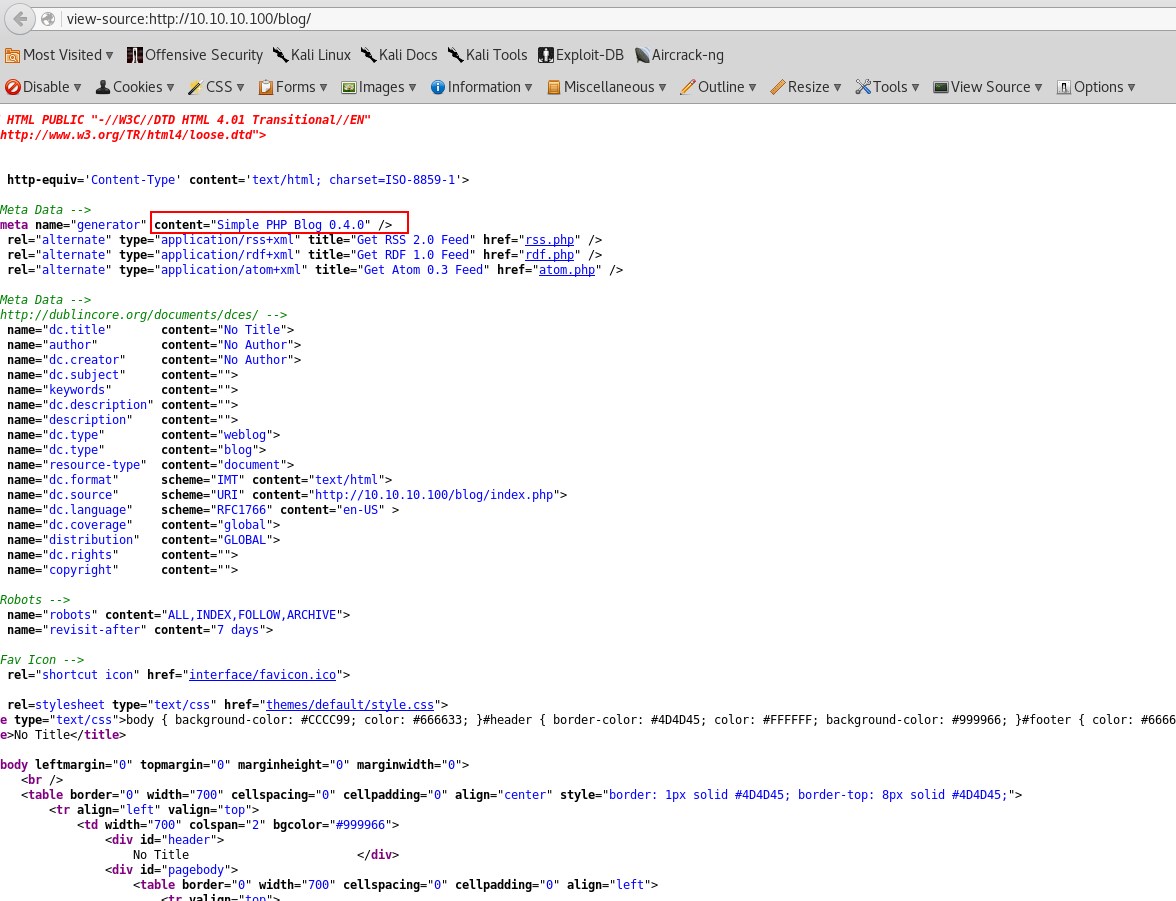 view-source:http://10.10.10.100/blog/
Most Visited Offensive Security Kali Linux Kali Docs Kali Tools Exploit-DB Aircrack-ng
Disable Cookies CSS Forms Images Information Miscellaneous Outline Resize Tools View Source Options
HTML PUBLIC "-//W3C//DTD HTML 4.01 Transitional//EN"
http://www.w3.org/TR/html4/loose.dtd">
http-equiv='Content-Type' content='text/html; charset=ISO-8859-1'>
Meta Data -->
meta name="generator" content="Simple PHP Blog 0.4.0" />
rel="alternate" type="application/rss+xml" title="Get RSS 2.0 Feed" href="rss.php" />
rel="alternate" type="application/rdf+xml" title="Get RDF 1.0 Feed" href="rdf.php" />
rel="alternate" type="application/atom+xml" title="Get Atom 0.3 Feed" href="atom.php" />
Meta Data -->
http://dublincore.org/documents/dces/ -->
name="dc.title" content="No Title">
name="author" content="No Author">
name="dc.creator" content="No Author">
name="dc.subject" content="">
name="keywords" content="">
name="dc.description" content="">
name="description" content="">
name="dc.type" content="weblog">
name="dc.type" content="blog">
name="resource-type" content="document">
name="dc.format" scheme="IMT" content="text/html">
name="dc.source" scheme="URI" content="http://10.10.10.100/blog/index.php">
name="dc.language" scheme="RFC1766" content="en-US" >
name="dc.coverage" content="global">
name="distribution" content="GLOBAL">
name="dc.rights" content="">
name="copyright" content="">
Robots -->
name="robots" content="ALL,INDEX,FOLLOW,ARCHIVE">
name="revisit-after" content="7 days">
Fav Icon -->
rel="shortcut icon" href="interface/favicon.ico">
rel=stylesheet type="text/css" href="themes/default/style.css">
e type="text/css">body { background-color: #CCCC99; color: #666633; }#header { border-color: #4D4D45; color: #FFFFFF; background-color: #999966; }#footer { color: #6666
e>No Title</title>
body leftmargin="0" topmargin="0" marginheight="0" marginwidth="0">
<br />
<table border="0" width="700" cellspacing="0" cellpadding="0" align="center" style="border: 1px solid #4D4D45; border-top: 8px solid #4D4D45;">
<tr align="left" valign="top">
<td width="700" colspan="2" bgcolor="#999966">
<div id="header">
No Title </div>
<div id="pagebody">
<table border="0" width="700" cellspacing="0" cellpadding="0" align="left">
<tr valign="top">